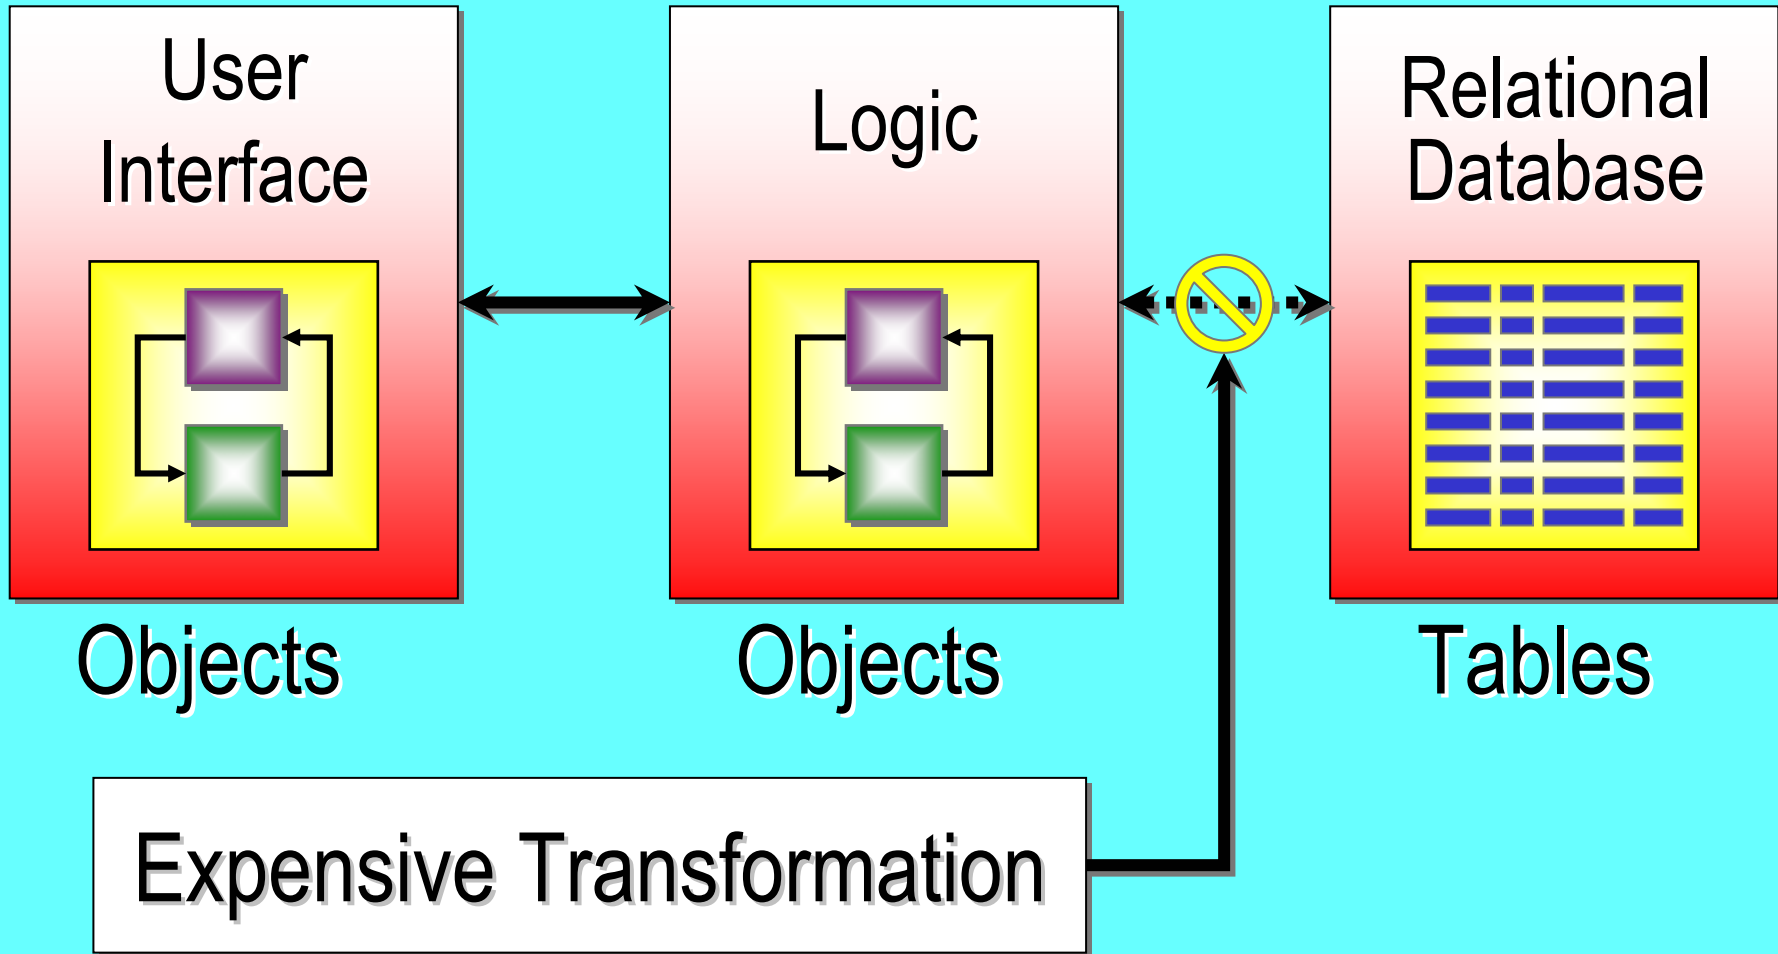 User
Interface
Logic
Relational
Database
Objects
Objects
Tables
Expensive Transformation